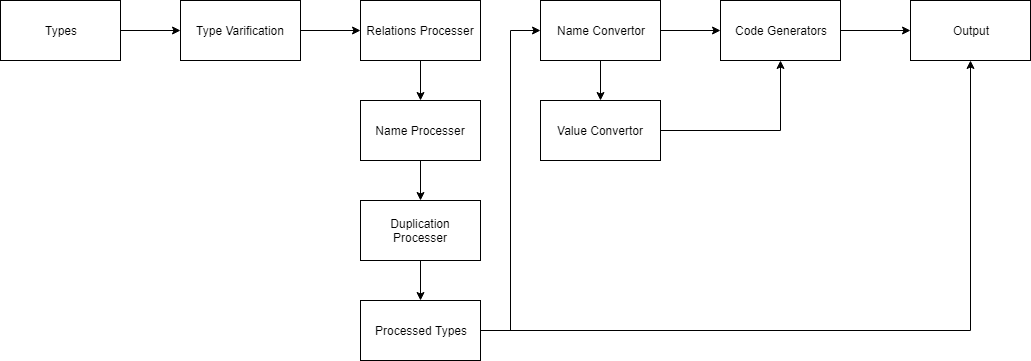 Types
Type Varification
Relations Processer
Name Convertor
Code Generators
Output
Name Processer
Value Convertor
Duplication
Processer
Processed Types